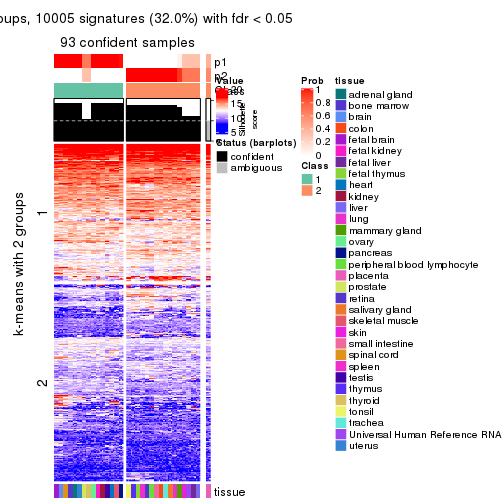 oups, 10005 signatures (32.0%) with fdr < 0.05
93 confident samples
p1
p2
Value
15
10
5
Silhouette
score
Status (barplots)
confident
ambiguous
Prob
1
0.8
0.6
0.4
0.2
0
Class
1
2
k-means with 2 groups
1
2
tissue
tissue
adrenal gland
bone marrow
brain
colon
fetal brain
fetal kidney
fetal liver
fetal thymus
heart
kidney
liver
lung
mammary gland
ovary
pancreas
peripheral blood lymphocyte
placenta
prostate
retina
salivary gland
skeletal muscle
skin
small intestine
spinal cord
spleen
testis
thymus
thyroid
tonsil
trachea
Universal Human Reference RNA
uterus